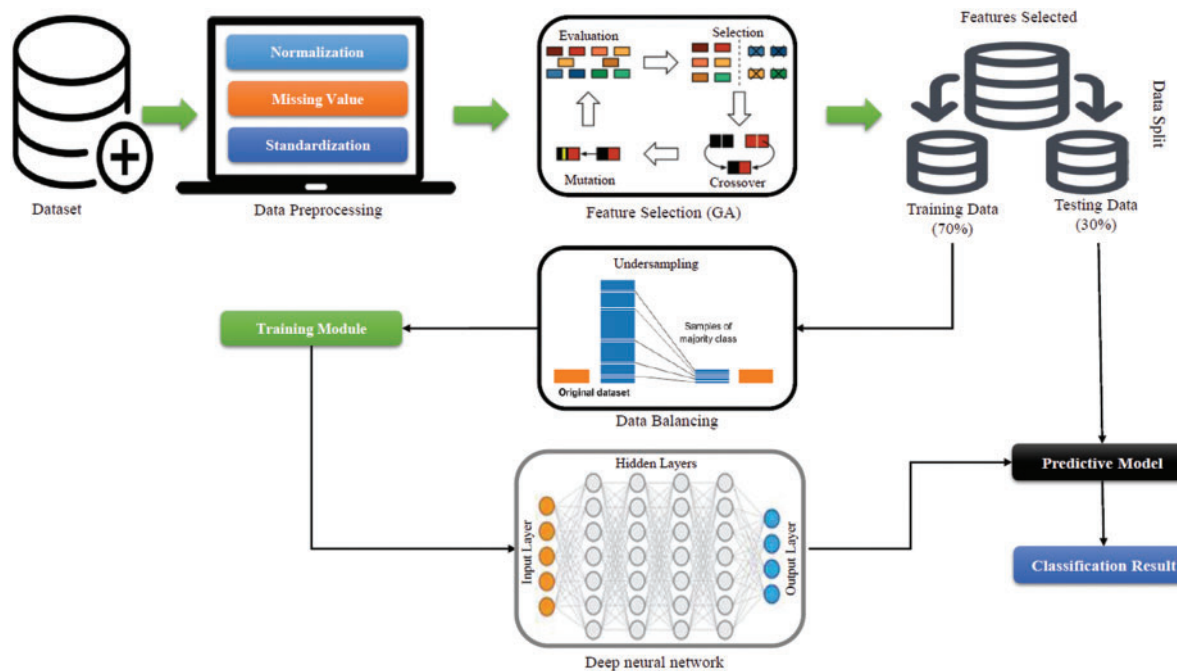 Dataset
Normalization
Missing Value
Standardization
Data Preprocessing
Evaluation
Selection
Mutation
Crossover
Feature Selection (GA)
Features Selected
Data Split
Training Data
(70%)
Testing Data
(30%)
Undersampling
Samples of
majority class
Original dataset
Data Balancing
Training Module
Hidden Layers
Input Layer
Output Layer
Deep neural network
Predictive Model
Classification Result